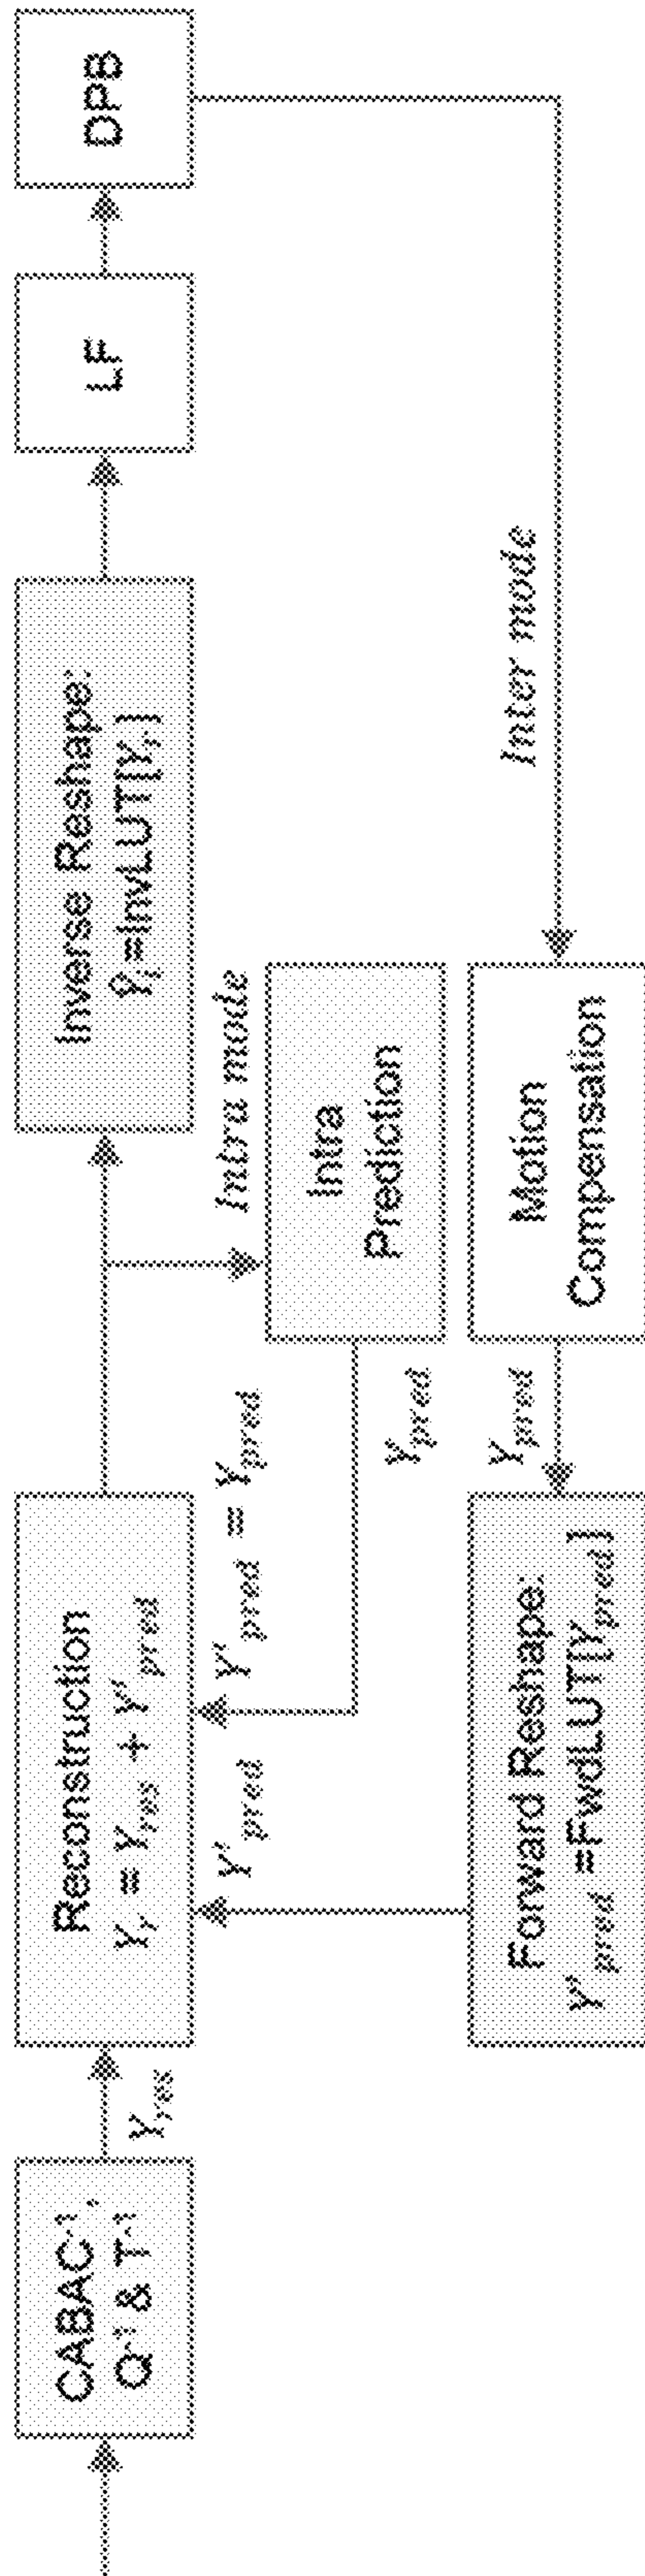 CABAC⁻¹,
Q⁻¹ & T⁻¹
Yres
Reconstruction
Yr = Yres + Y'pred
Y'pred
Y'pred = Ypred
Inverse Reshape:
Ŷr=InvLUT[Yr]
Intra mode
LF
DPB
Intra
Prediction
Ypred
Ypred
Forward Reshape:
Y'pred =FwdLUT[Ypred]
Motion
Compensation
Inter mode